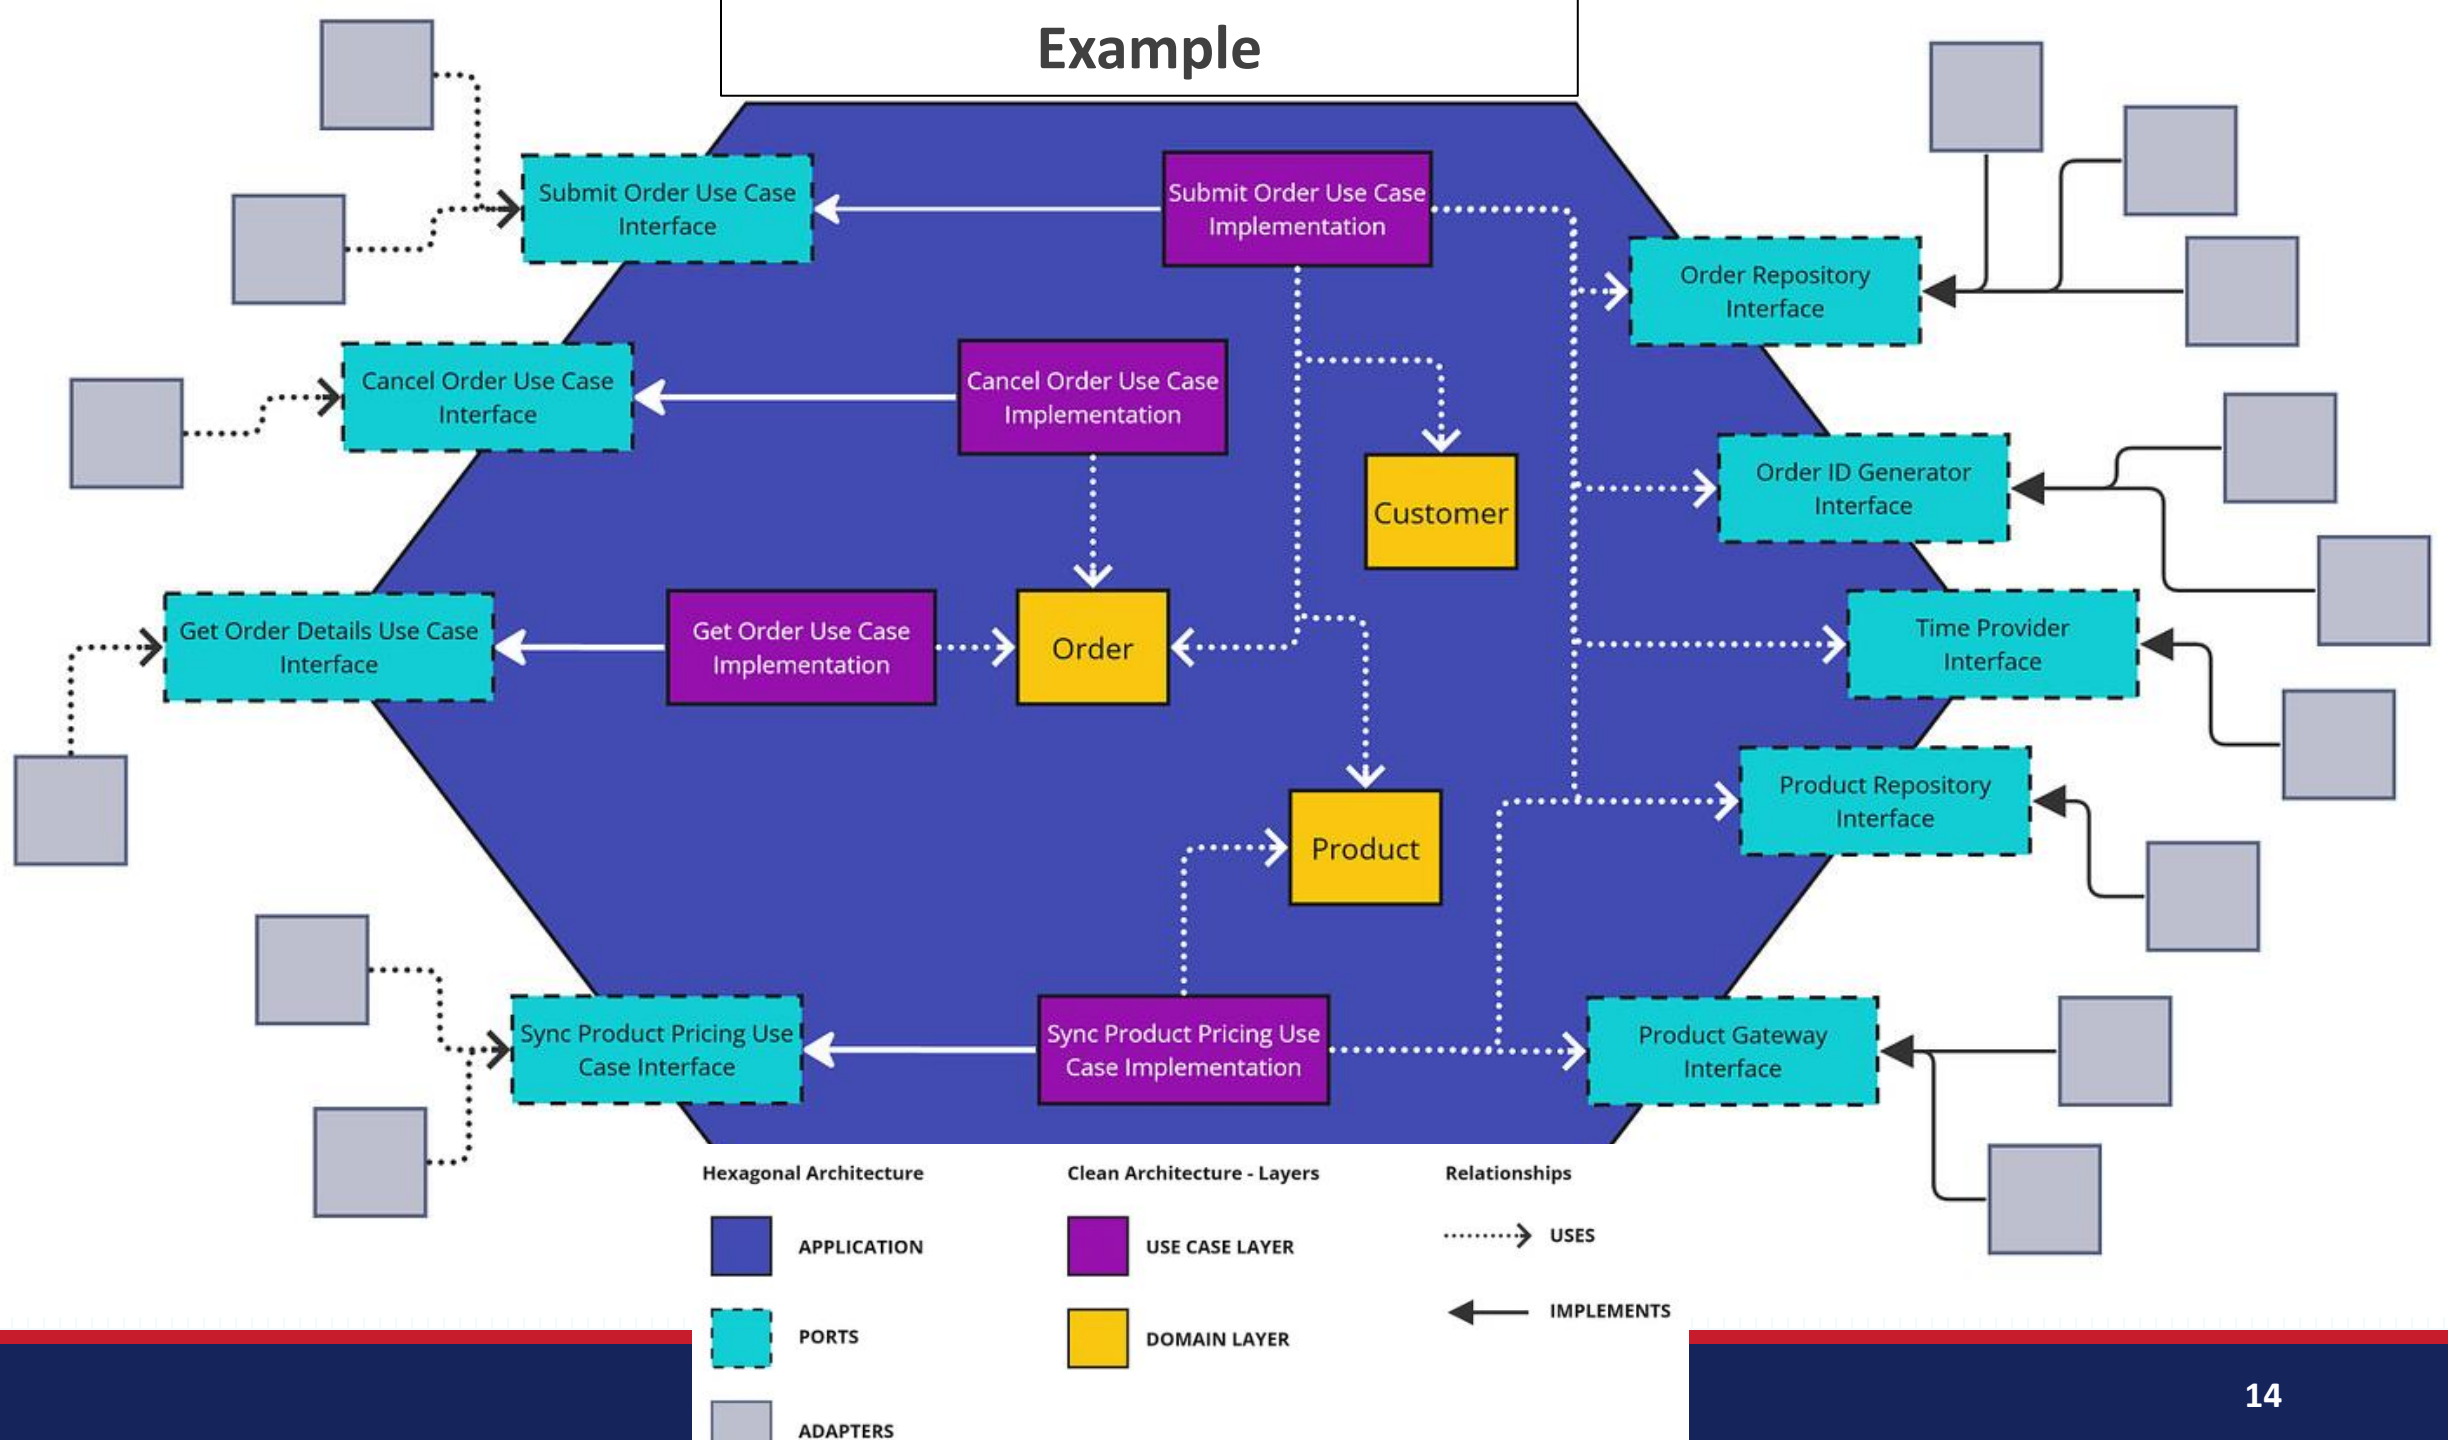 Example
Submit Order Use Case
Interface
Submit Order Use Case
Implementation
Order Repository
Interface
Cancel Order Use Case
Interface
Cancel Order Use Case
Implementation
Customer
Order ID Generator
Interface
Get Order Details Use Case
Interface
Get Order Use Case
Implementation
Order
Time Provider
Interface
Product Repository
Interface
Product
Sync Product Pricing Use
Case Interface
Sync Product Pricing Use
Case Implementation
Product Gateway
Interface
Hexagonal Architecture
APPLICATION
PORTS
ADAPTERS
Clean Architecture - Layers
USE CASE LAYER
DOMAIN LAYER
Relationships
USES
IMPLEMENTS
14